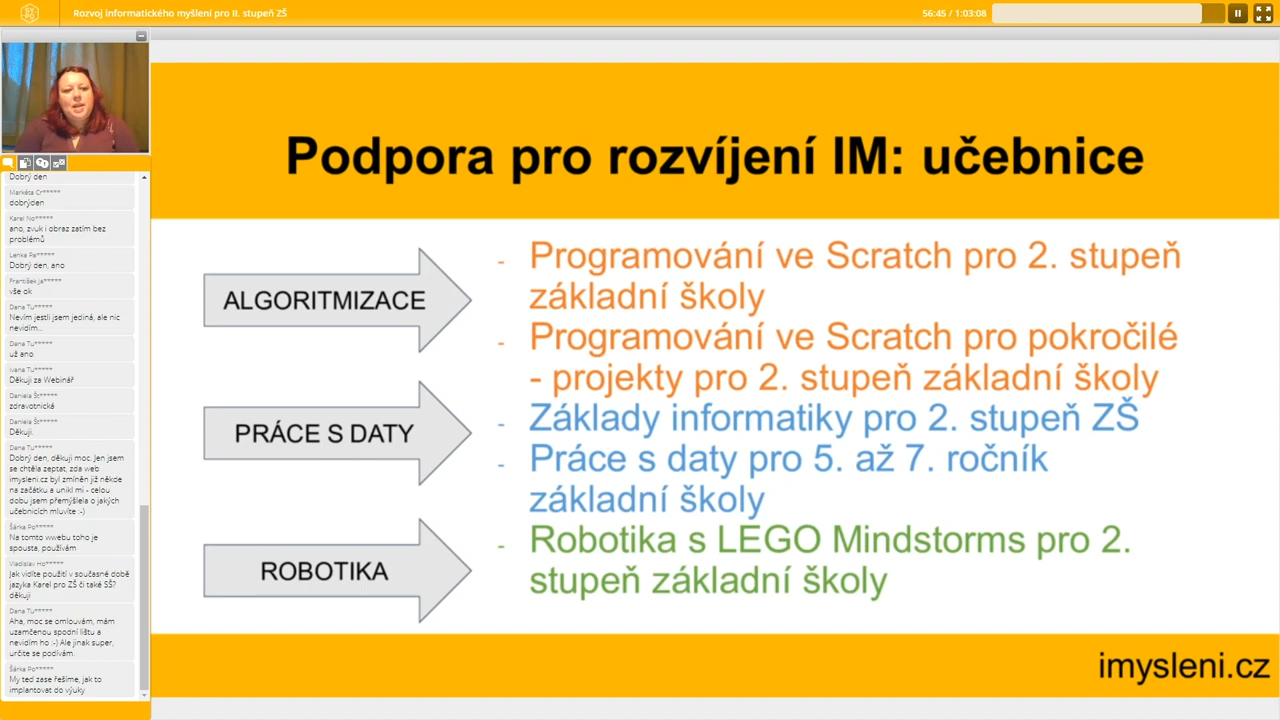 Rozvoj informatického myšlení pro II. stupeň ZŠ
56:45 / 1:03:08
Podpora pro rozvíjení IM: učebnice
ALGORITMIZACE
PRÁCE S DATY
ROBOTIKA
- Programování ve Scratch pro 2. stupeň
základní školy
- Programování ve Scratch pro pokročilé
- projekty pro 2. stupeň základní školy
- Základy informatiky pro 2. stupeň ZŠ
- Práce s daty pro 5. až 7. ročník
základní školy
- Robotika s LEGO Mindstorms pro 2.
stupeň základní školy
imysleni.cz
Dobrý den
Markéta Cr*****
dobrýden
Karel No*****
ano, zvuk i obraz zatím bez
problémů
Lenka Pa*****
Dobrý den, ano
František Ja*****
vše ok
Dana Tu*****
Nevím jestli jsem jediná, ale nic
nevidím...
Dana Tu*****
už ano
Ivana Tu*****
Děkuji za Webinář
Daniela Št*****
zdravotnická
Daniela Št*****
Děkuji.
Dana Tu*****
Dobrý den, děkuji moc. Jen jsem
se chtěla zeptat, zda web
imysleni.cz byl zmíněn již někde
na začátku a unikl mi - celou
dobu jsem přemýšlela o jakých
učebnicích mluvíte :-)
Šárka Po*****
Na tomto wwebu toho je
spousta, používám
Vladislav Ho*****
Jak vidíte použití v současné době
jazyka Karel pro ZŠ či také SŠ?
děkuji
Dana Tu*****
Aha, moc se omlouvám, mám
uzamčenou spodní lištu a
nevidím ho :-) Ale jinak super,
určite se podívám.
Šárka Po*****
My teď zase řešíme, jak to
implantovat do výuky